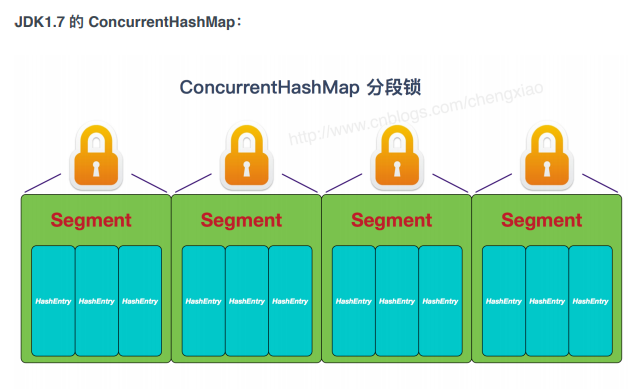 JDK1.7 的 ConcurrentHashMap：
ConcurrentHashMap 分段锁
http://www.cnblogs.com/chengxiao
Segment Segment Segment Segment
HashEntry HashEntry HashEntry HashEntry HashEntry HashEntry HashEntry HashEntry HashEntry HashEntry HashEntry HashEntry